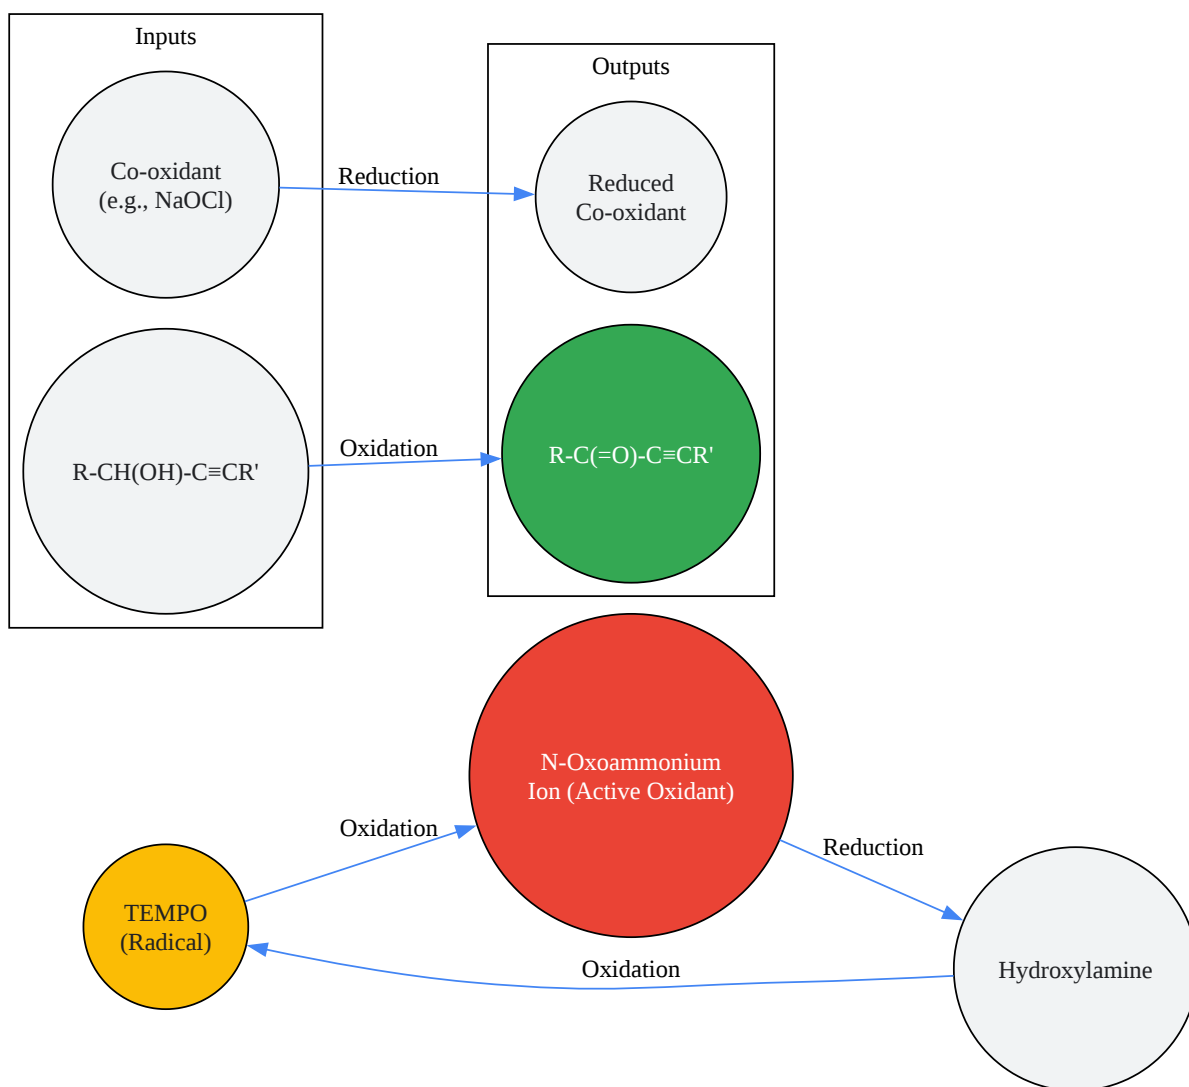 Inputs
Outputs
Co-oxidant
(e.g., NaOCl)
Reduction
Reduced
Co-oxidant
R-CH(OH)-C≡CR'
Oxidation
R-C(=O)-C≡CR'
N-Oxoammonium
Ion (Active Oxidant)
Oxidation
Reduction
TEMPO
(Radical)
Oxidation
Hydroxylamine